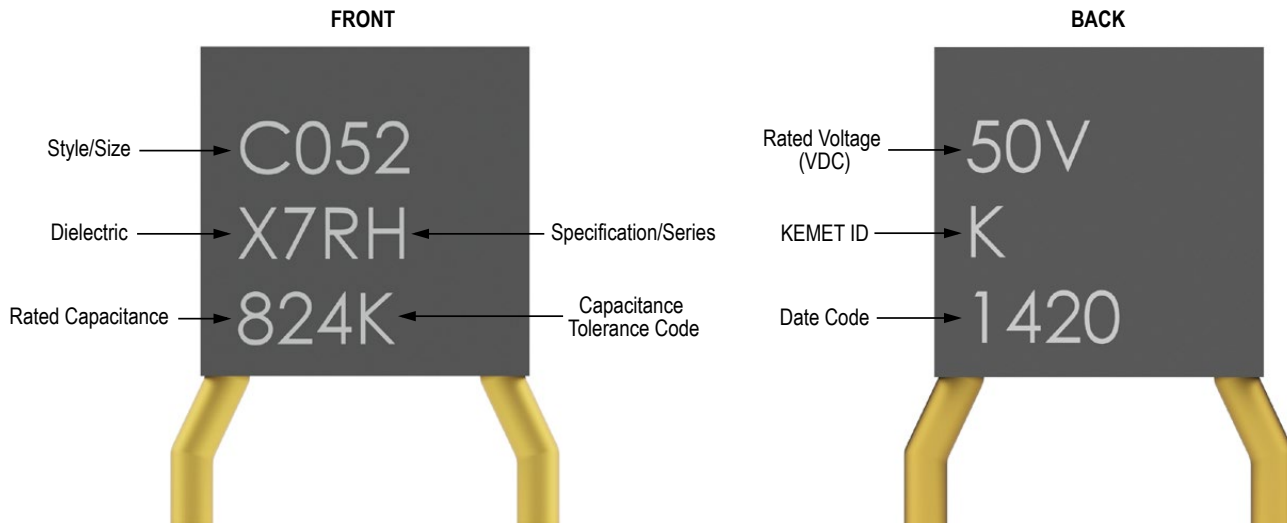 FRONT
Style/Size
C052
Dielectric
X7RH
Specification/Series
Rated Capacitance
824K
Capacitance
Tolerance Code
BACK
Rated Voltage
(VDC)
50V
KEMET ID
K
Date Code
1420